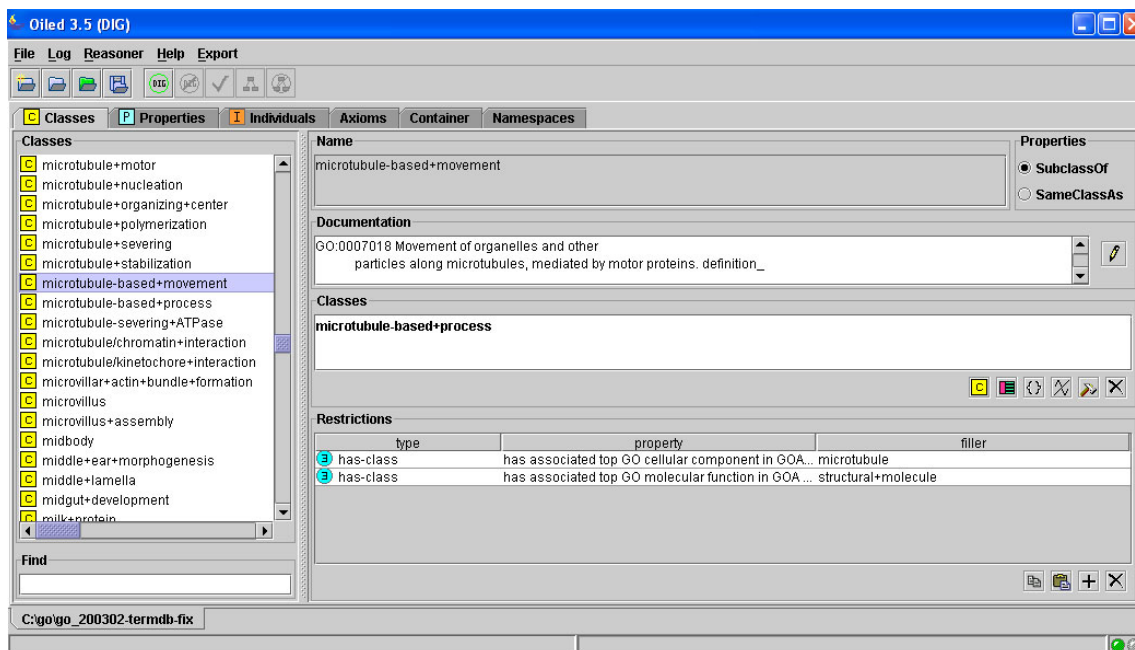 Oiled 3.5 (DIG)
File Log Reasoner Help Export
DIG
C Classes P Properties I Individuals Axioms Container Namespaces
Classes
C microtubule+motor
C microtubule+nucleation
C microtubule+organizing+center
C microtubule+polymerization
C microtubule+severing
C microtubule+stabilization
C microtubule-based+movement
C microtubule-based+process
C microtubule-severing+ATPase
C microtubule/chromatin+interaction
C microtubule/kinetochore+interaction
C microvillar+actin+bundle+formation
C microvillus
C microvillus+assembly
C midbody
C middle+ear+morphogenesis
C middle+lamella
C midgut+development
C milk+protein
Find
Name
microtubule-based+movement
Properties
SubclassOf
SameClassAs
Documentation
GO:0007018 Movement of organelles and other
particles along microtubules, mediated by motor proteins. definition_
Classes
microtubule-based+process
C {}
Restrictions
type property filler
has-class has associated top GO cellular component in GOA... microtubule
has-class has associated top GO molecular function in GOA ... structural+molecule
C:\go\go_200302-termdb-fix